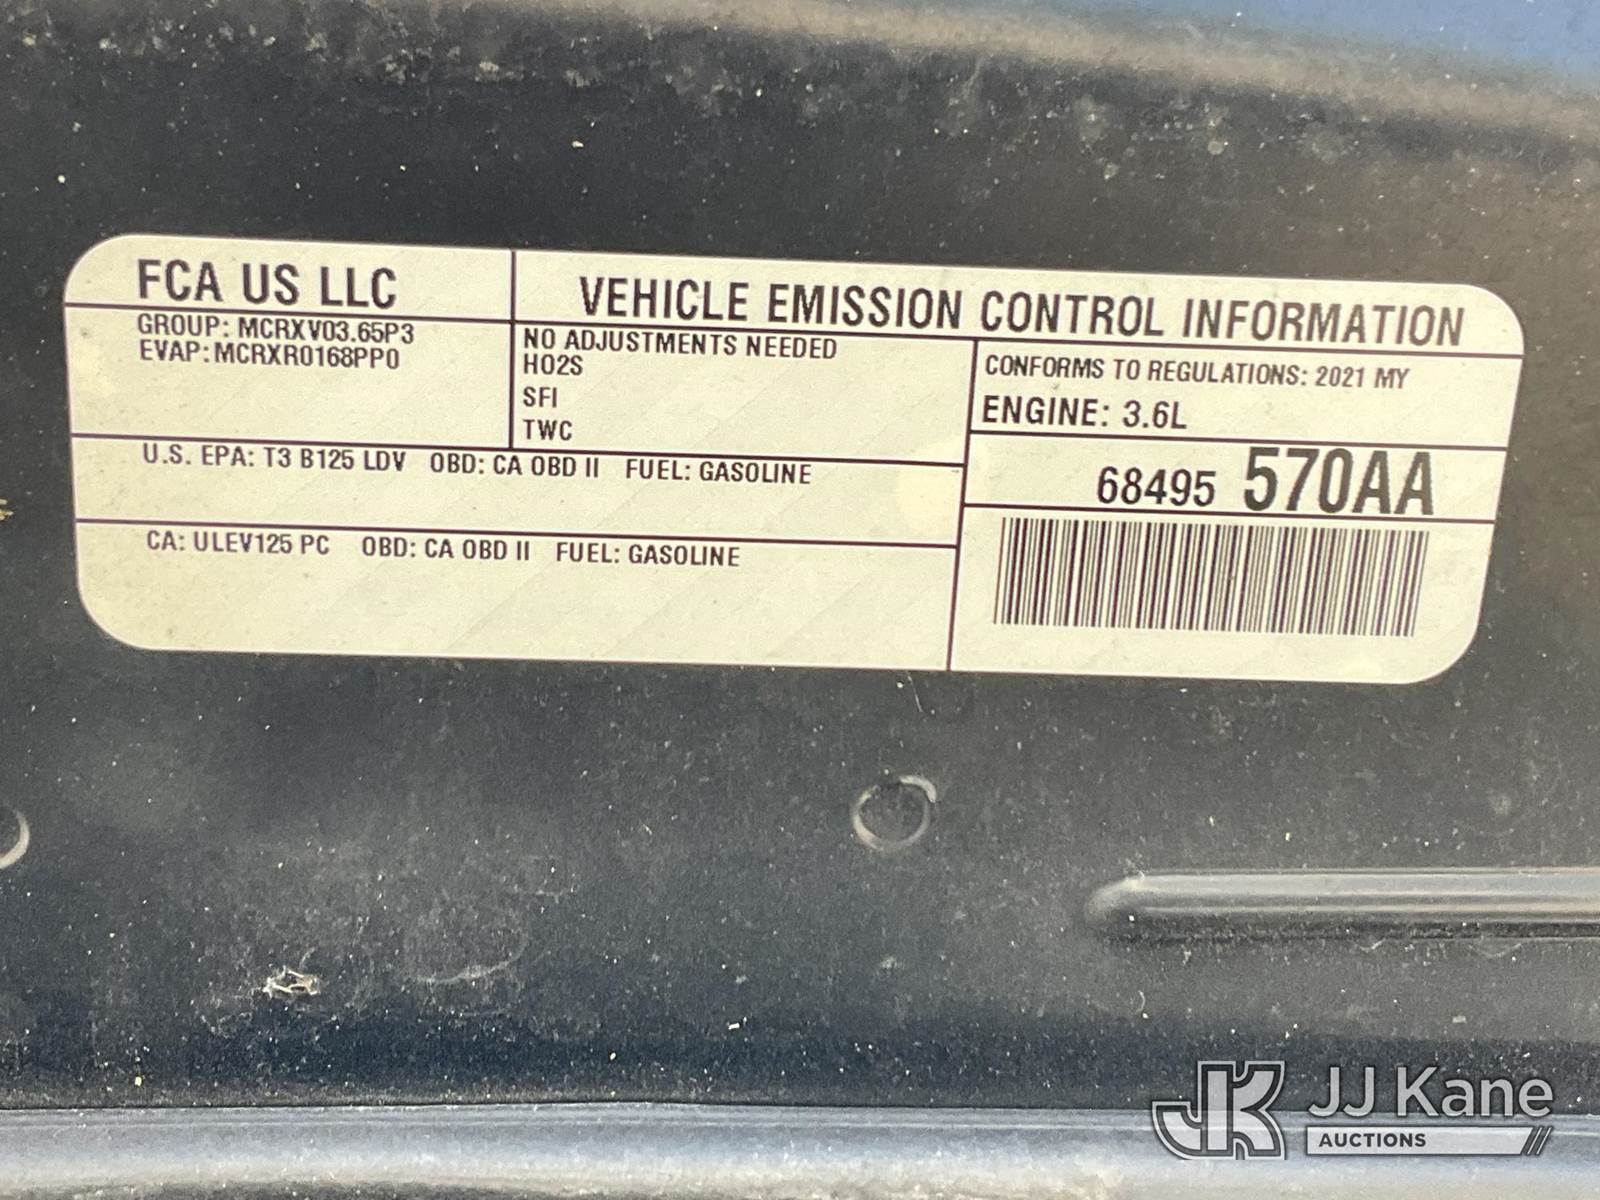 FCA US LLC
VEHICLE EMISSION CONTROL INFORMATION
GROUP: MCRXV03.65P3
EVAP: MCRXR0168PP0
NO ADJUSTMENTS NEEDED
HO2S
SFI
TWC
CONFORMS TO REGULATIONS: 2021 MY
ENGINE: 3.6L
U.S. EPA: T3 B125 LDV OBD: CA OBD II FUEL: GASOLINE
68495 570AA
CA: ULEV125 PC OBD: CA OBD II FUEL: GASOLINE
JK JJ Kane
AUCTIONS